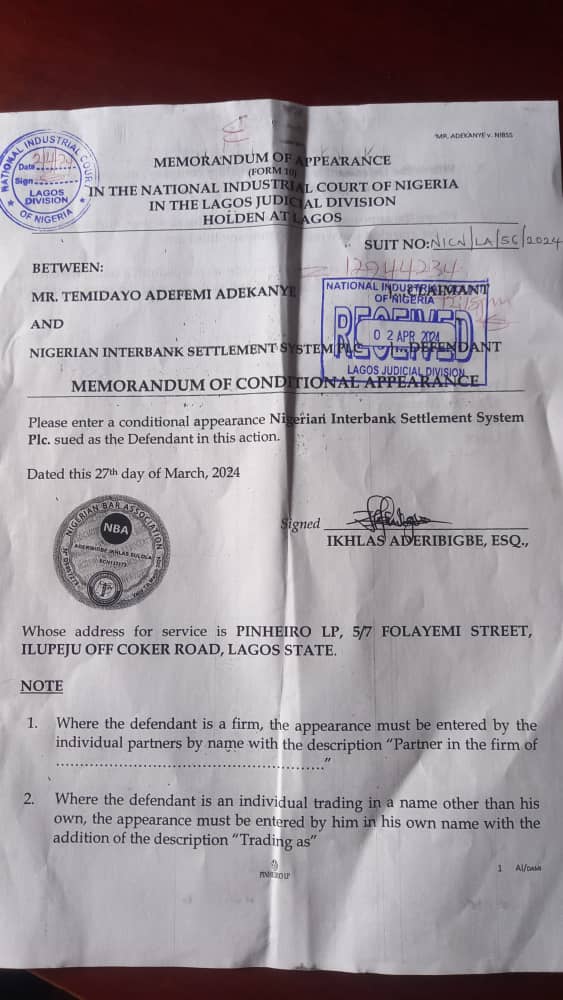 "MR. ADEKANYE v. NIBSS
NATIONAL INDUSTRIAL COURT
Date
Sign
LAGOS
DIVISION
OF NIGERIA
MEMORANDUM OF APPEARANCE
(FORM 10)
IN THE NATIONAL INDUSTRIAL COURT OF NIGERIA
IN THE LAGOS JUDICIAL DIVISION
HOLDEN AT LAGOS
SUIT NO: NICN/LA/56/2024
12944234
BETWEEN:
MR. TEMIDAYO ADEFEMI ADEKANYE CLAIMANT
AND
NIGERIAN INTERBANK SETTLEMENT SYSTEM PLC DEFENDANT
NATIONAL INDUSTRIAL
OF NIGERIA
RECEIVED
02 APR 2024
LAGOS JUDICIAL DIVISION
MEMORANDUM OF CONDITIONAL APPEARANCE
Please enter a conditional appearance Nigerian Interbank Settlement System
Plc. sued as the Defendant in this action.
Dated this 27th day of March, 2024
NIGERIAN BAR ASSOCIATION
NBA
Signed
IKHLAS ADERIBIGBE, ESQ.,
Whose address for service is PINHEIRO LP, 5/7 FOLAYEMI STREET,
ILUPEJU OFF COKER ROAD, LAGOS STATE.
NOTE
1. Where the defendant is a firm, the appearance must be entered by the
individual partners by name with the description "Partner in the firm of
......................................................"
2. Where the defendant is an individual trading in a name other than his
own, the appearance must be entered by him in his own name with the
addition of the description "Trading as"
PINHEIRO LP
1